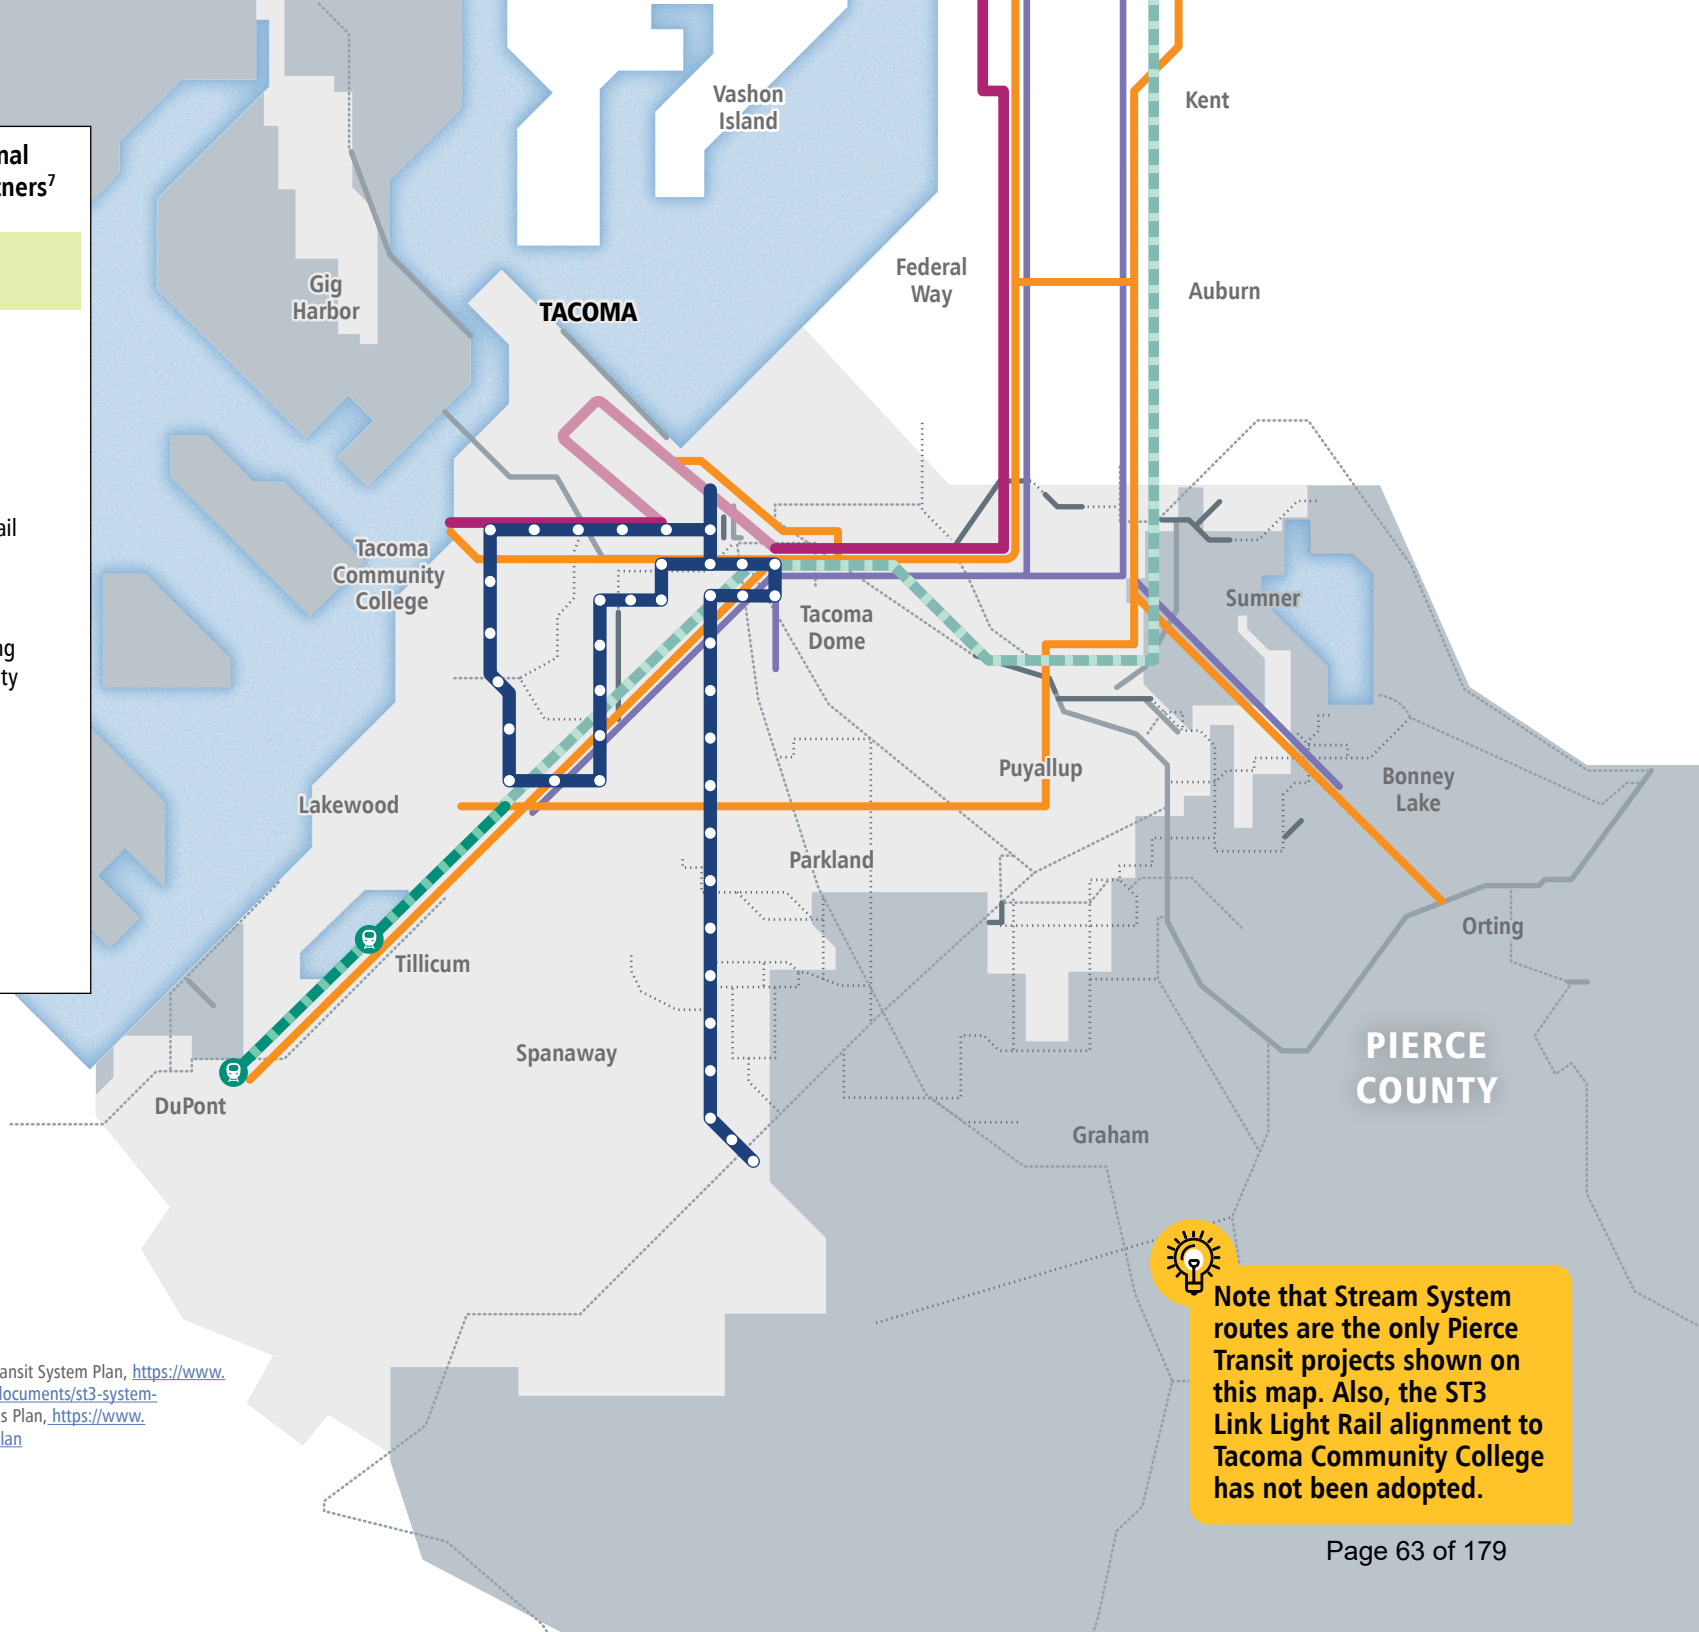 Vashon
Island
Kent
nal
tners7
Federal
Way
Auburn
Gig
Harbor
TACOMA
ail
Tacoma
Community
College
Sumner
Tacoma
Dome
ng
ty
Puyallup
Bonney
Lake
Lakewood
Parkland
Orting
Tillicum
PIERCE
COUNTY
Spanaway
DuPont
Graham
Note that Stream System
routes are the only Pierce
Transit projects shown on
this map. Also, the ST3
Link Light Rail alignment to
Tacoma Community College
has not been adopted.
ansit System Plan, https://www.
documents/st3-system-
s Plan, https://www.
lan
Page 63 of 179